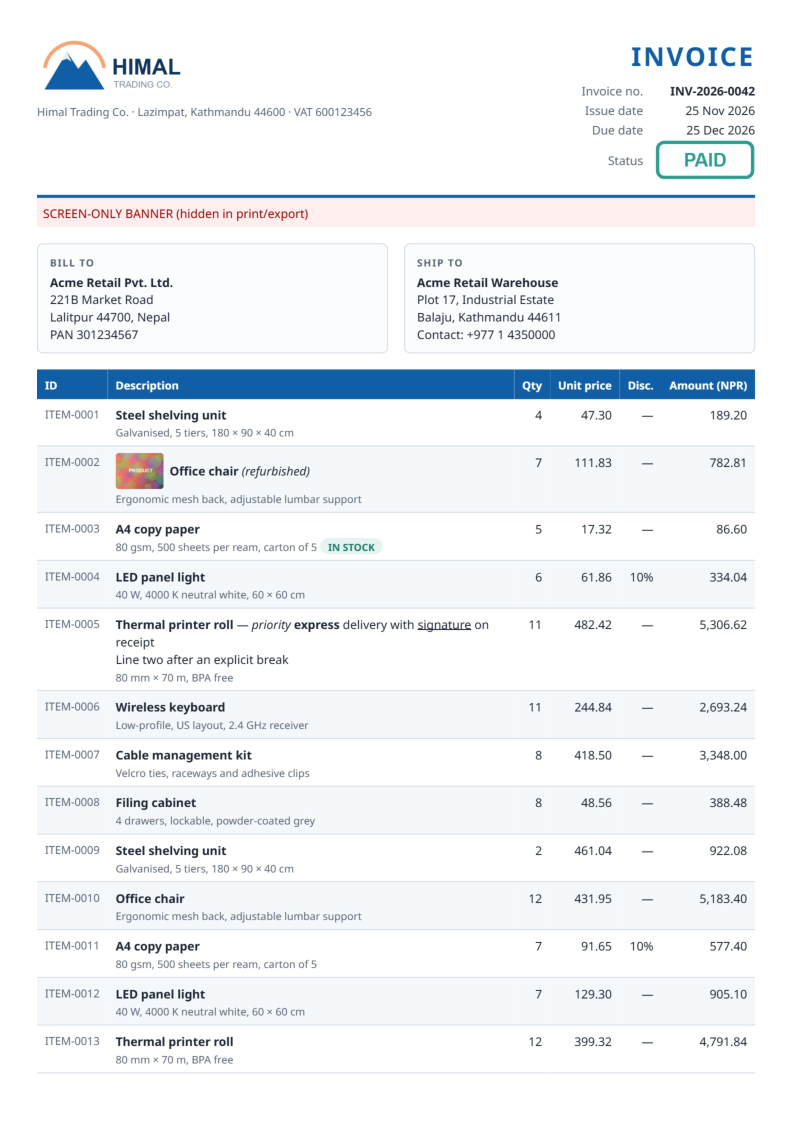 HIMAL
TRADING CO.
Himal Trading Co. · Lazimpat, Kathmandu 44600 · VAT 600123456
INVOICE
Invoice no. INV-2026-0042
Issue date 25 Nov 2026
Due date 25 Dec 2026
Status PAID
SCREEN-ONLY BANNER (hidden in print/export)
BILL TO
Acme Retail Pvt. Ltd.
221B Market Road
Lalitpur 44700, Nepal
PAN 301234567
SHIP TO
Acme Retail Warehouse
Plot 17, Industrial Estate
Balaju, Kathmandu 44611
Contact: +977 1 4350000
ID Description Qty Unit price Disc. Amount (NPR)
ITEM-0001 Steel shelving unit 4 47.30 — 189.20
Galvanised, 5 tiers, 180 × 90 × 40 cm
ITEM-0002 PRODUCT Office chair (refurbished) 7 111.83 — 782.81
Ergonomic mesh back, adjustable lumbar support
ITEM-0003 A4 copy paper 5 17.32 — 86.60
80 gsm, 500 sheets per ream, carton of 5 IN STOCK
ITEM-0004 LED panel light 6 61.86 10% 334.04
40 W, 4000 K neutral white, 60 × 60 cm
ITEM-0005 Thermal printer roll — priority express delivery with signature on 11 482.42 — 5,306.62
receipt
Line two after an explicit break
80 mm × 70 m, BPA free
ITEM-0006 Wireless keyboard 11 244.84 — 2,693.24
Low-profile, US layout, 2.4 GHz receiver
ITEM-0007 Cable management kit 8 418.50 — 3,348.00
Velcro ties, raceways and adhesive clips
ITEM-0008 Filing cabinet 8 48.56 — 388.48
4 drawers, lockable, powder-coated grey
ITEM-0009 Steel shelving unit 2 461.04 — 922.08
Galvanised, 5 tiers, 180 × 90 × 40 cm
ITEM-0010 Office chair 12 431.95 — 5,183.40
Ergonomic mesh back, adjustable lumbar support
ITEM-0011 A4 copy paper 7 91.65 10% 577.40
80 gsm, 500 sheets per ream, carton of 5
ITEM-0012 LED panel light 7 129.30 — 905.10
40 W, 4000 K neutral white, 60 × 60 cm
ITEM-0013 Thermal printer roll 12 399.32 — 4,791.84
80 mm × 70 m, BPA free